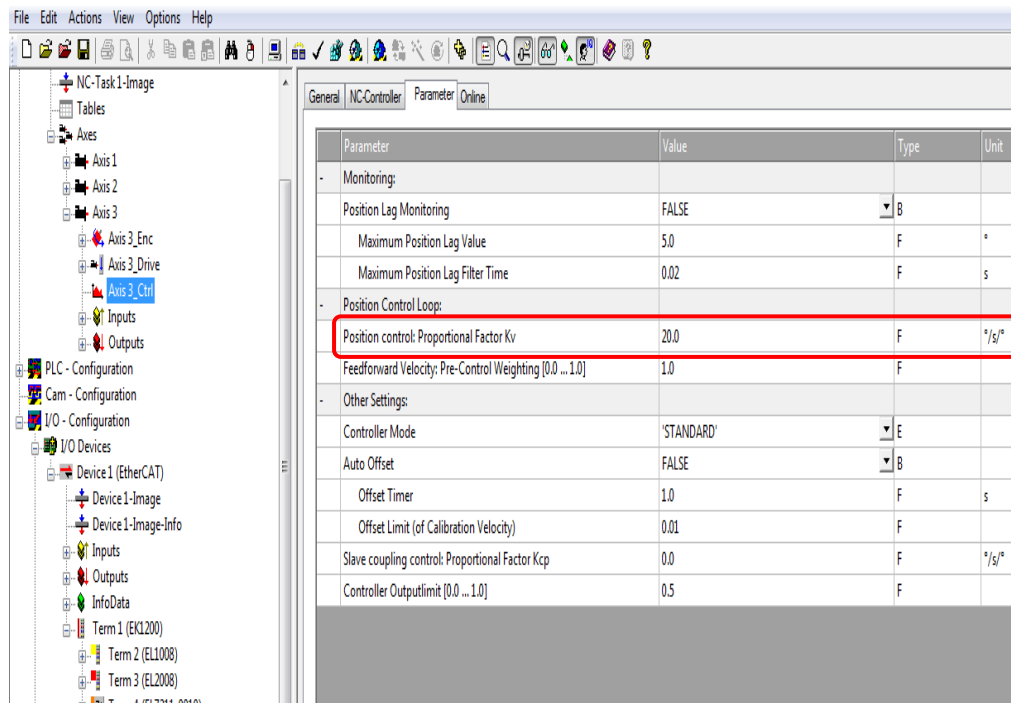 File Edit Actions View Options Help
NC-Task 1-Image
Tables
Axes
Axis 1
Axis 2
Axis 3
Axis 3_Enc
Axis 3_Drive
Axis 3_Ctrl
Inputs
Outputs
PLC - Configuration
Cam - Configuration
I/O - Configuration
I/O Devices
Device 1 (EtherCAT)
Device 1-Image
Device 1-Image-Info
Inputs
Outputs
InfoData
Term 1 (EK1200)
Term 2 (EL1008)
Term 3 (EL2008)
General NC-Controller Parameter Online
Parameter Value Type Unit
- Monitoring:
Position Lag Monitoring FALSE B
Maximum Position Lag Value 5.0 F °
Maximum Position Lag Filter Time 0.02 F s
- Position Control Loop:
Position control: Proportional Factor Kv 20.0 F °/s/°
Feedforward Velocity: Pre-Control Weighting [0.0 ... 1.0] 1.0 F
- Other Settings:
Controller Mode 'STANDARD' E
Auto Offset FALSE B
Offset Timer 1.0 F s
Offset Limit (of Calibration Velocity) 0.01 F
Slave coupling control: Proportional Factor Kcp 0.0 F °/s/°
Controller Outputlimit [0.0 ... 1.0] 0.5 F